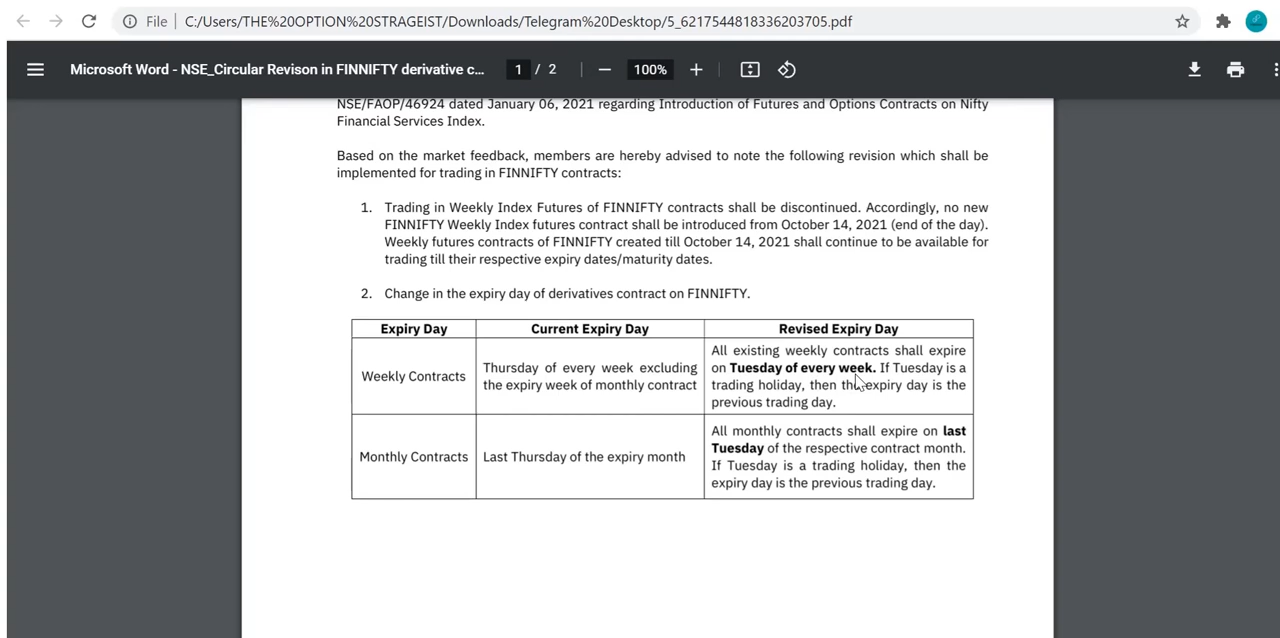 File C:/Users/THE%20OPTION%20STRAGEIST/Downloads/Telegram%20Desktop/5_6217544818336203705.pdf
Microsoft Word - NSE_Circular Revison in FINNIFTY derivative c... 1 / 2 — 100% +
NSE/FAOP/46924 dated January 06, 2021 regarding Introduction of Futures and Options Contracts on Nifty
Financial Services Index.
Based on the market feedback, members are hereby advised to note the following revision which shall be
implemented for trading in FINNIFTY contracts:
1. Trading in Weekly Index Futures of FINNIFTY contracts shall be discontinued. Accordingly, no new
FINNIFTY Weekly Index futures contract shall be introduced from October 14, 2021 (end of the day).
Weekly futures contracts of FINNIFTY created till October 14, 2021 shall continue to be available for
trading till their respective expiry dates/maturity dates.
2. Change in the expiry day of derivatives contract on FINNIFTY.
Expiry Day Current Expiry Day Revised Expiry Day
Weekly Contracts
Thursday of every week excluding
the expiry week of monthly contract
All existing weekly contracts shall expire
on Tuesday of every week. If Tuesday is a
trading holiday, then the expiry day is the
previous trading day.
Monthly Contracts
Last Thursday of the expiry month
All monthly contracts shall expire on last
Tuesday of the respective contract month.
If Tuesday is a trading holiday, then the
expiry day is the previous trading day.